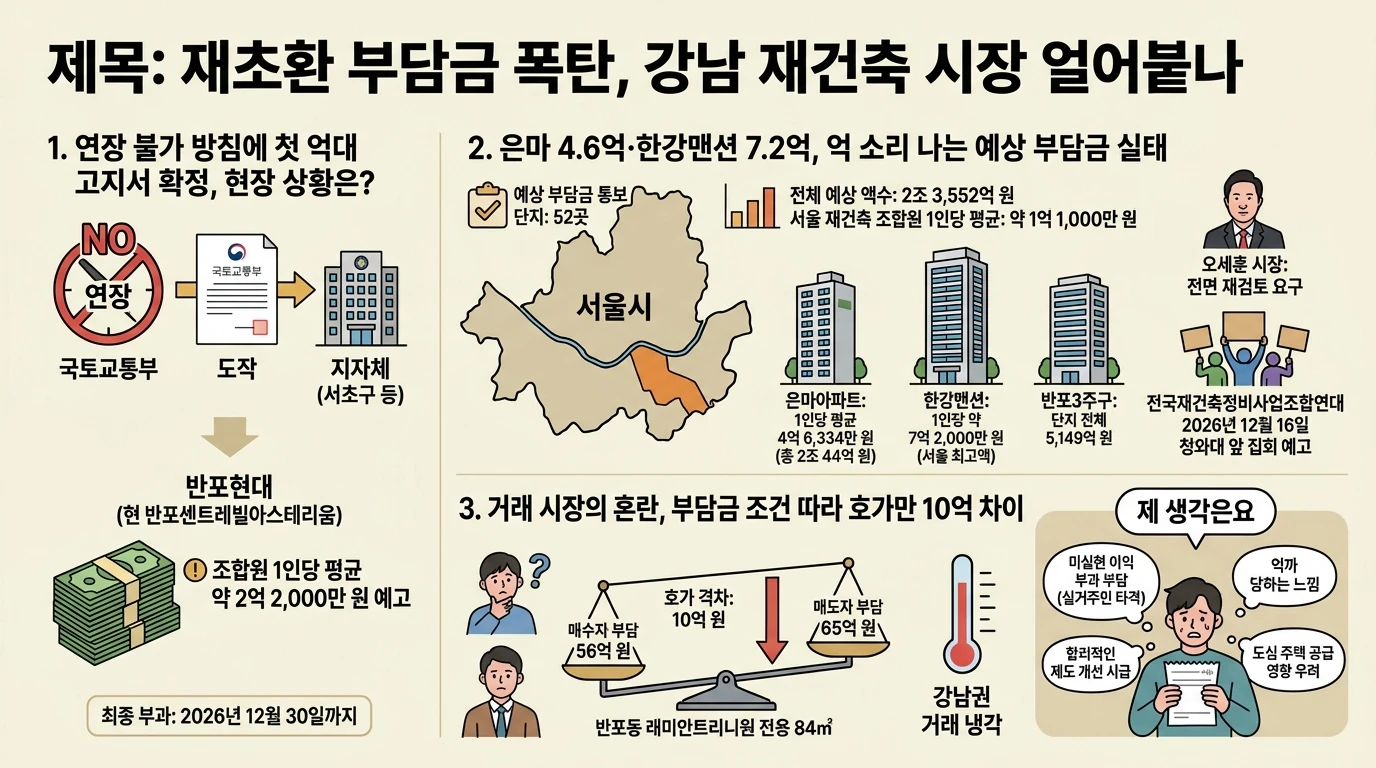 제목: 재초환 부담금 폭탄, 강남 재건축 시장 얼어붙나
1. 연장 불가 방침에 첫 억대
고지서 확정, 현장 상황은?
NO
연장
국토교통부
국토교통부
도착
지자체
(서초구 등)
반포현대
(현 반포센트레빌아스테리움)
조합원 1인당 평균
약 2억 2,000만 원 예고
최종 부과: 2026년 12월 30일까지
2. 은마 4.6억·한강맨션 7.2억, 억 소리 나는 예상 부담금 실태
예상 부담금 통보
단지: 52곳
전체 예상 액수: 2조 3,552억 원
서울 재건축 조합원 1인당 평균: 약 1억 1,000만 원
서울시
은마아파트:
1인당 평균
4억 6,334만 원
(총 2조 44억 원)
한강맨션:
1인당 약
7억 2,000만 원
(서울 최고액)
반포3주구:
단지 전체
5,149억 원
오세훈 시장:
전면 재검토 요구
전국재건축정비사업조합연대
2026년 12월 16일
청와대 앞 집회 예고
3. 거래 시장의 혼란, 부담금 조건 따라 호가만 10억 차이
?
매수자 부담
56억 원
호가 격차:
10억 원
매도자 부담
65억 원
반포동 래미안트리니원 전용 84㎡
강남권
거래 냉각
제 생각은요
미실현 이익
부과 부담
(실거주인 타격)
억까
당하는 느낌
합리적인
제도 개선 시급
도심 주택 공급
영향 우려